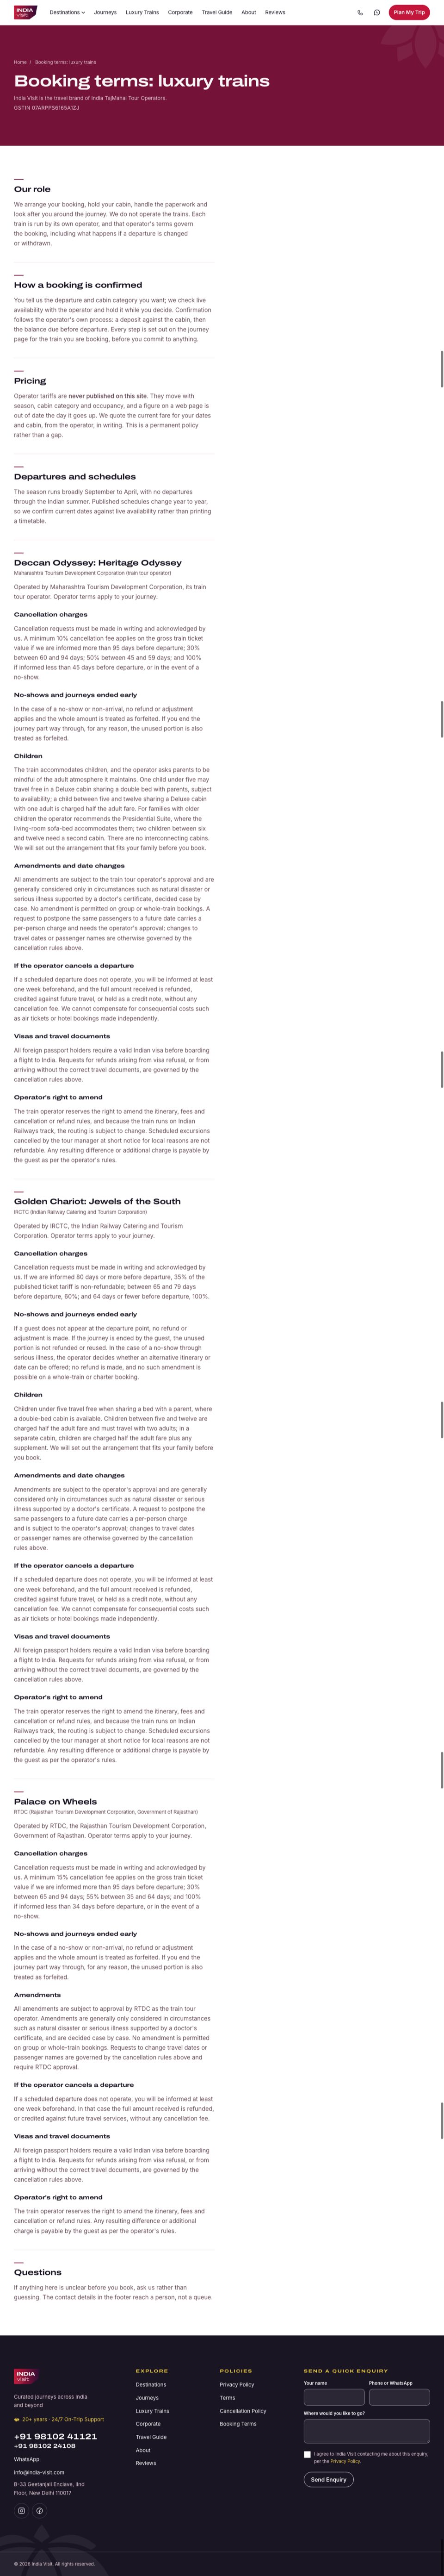 INDIA
VISIT
Destinations
Journeys
Luxury Trains
Corporate
Travel Guide
About
Reviews
Plan My Trip
Home / Booking terms: luxury trains
Booking terms: luxury trains
India Visit is the travel brand of India TajMahal Tour Operators.
Our role
We arrange your booking, hold your cabin, handle the paperwork and
look after you around the journey. We do not operate the trains. Each
train is run by its own operator, and that operator's terms govern
the booking, including what happens if a departure is changed
or withdrawn.
How a booking is confirmed
You tell us the departure and cabin category you want; we check live
availability with the operator and hold it while you decide. Confirmation
follows the operator's own process: a deposit against the cabin, then
the balance before departure. Every step is set out on the journey
page for the train you are booking, before you commit to anything.
Pricing
Operator tariffs are never published on this site. They move with
season, cabin category and occupancy, and a figure on a web page is
out of date the day it goes up. We quote the current fare for your dates
and cabin, from the operator, in writing. This is a permanent policy
rather than a gap.
Departures and schedules
The season runs broadly September to April, with no departures
through the Indian summer. Published schedules change year to year,
so we confirm current dates against live availability rather than printing
a timetable.
Deccan Odyssey: Heritage Odyssey
Maharashtra Tourism Development Corporation (train tour operator)
Operated by Maharashtra Tourism Development Corporation, its train
tour operator. Operator terms apply to your journey.
Cancellation charges
Cancellation requests must be made in writing and acknowledged by
us. A minimum 10% cancellation fee applies on the gross train ticket
value if we are informed more than 95 days before departure; 30%
between 60 and 94 days; 50% between 45 and 59 days; and 100%
if informed less than 45 days before departure, or in the event of a
no-show.
No-shows and journeys ended early
In the case of a no-show or non-arrival, no refund or adjustment
applies and the whole amount is treated as forfeited. If you end the
journey part way through, for any reason, the unused portion is also
treated as forfeited.
Children
The train accommodates children, and the operator asks parents to be
mindful of the adult atmosphere it maintains. One child under five may
travel free in a Deluxe cabin sharing a double bed with parents, subject
to availability; a child between five and twelve sharing a Deluxe cabin
with one adult is charged half the adult fare. For families with older
children the operator recommends the Presidential Suite, where the
living-room sofa-bed accommodates them; two children between six
and twelve need a second cabin. There are no interconnecting cabins.
We will set out the arrangement that fits your family before you book.
Amendments and date changes
All amendments are subject to the train tour operator's approval and are
generally considered only in circumstances such as natural disaster or
serious illness supported by a doctor's certificate, decided case by
case. No amendment is permitted on group or whole-train bookings. A
request to postpone the same passengers to a future date carries a
per-person charge and needs the operator's approval; changes to
travel dates or passenger names are otherwise governed by the
cancellation rules above.
If the operator cancels a departure
If a scheduled departure does not operate, you will be informed at least
one week beforehand, and the full amount received is refunded,
credited against future travel, or held as a credit note, without any
cancellation fee. We cannot compensate for consequential costs such
as air tickets or hotel bookings made independently.
Visas and travel documents
All foreign passport holders require a valid Indian visa before boarding
a flight to India. Requests for refunds arising from visa refusal, or from
arriving without the correct travel documents, are governed by the
cancellation rules above.
Operator's right to amend
The train operator reserves the right to amend the itinerary, fees and
cancellation or refund rules, and because the train runs on Indian
Railways track, the routing is subject to change. Scheduled excursions
cancelled by the tour manager at short notice for local reasons are not
refundable. Any resulting difference or additional charge is payable by
the guest as per the operator's rules.
Golden Chariot: Jewels of the South
IRCTC (Indian Railway Catering and Tourism Corporation)
Operated by IRCTC, the Indian Railway Catering and Tourism
Corporation. Operator terms apply to your journey.
Cancellation charges
Cancellation requests must be made in writing and acknowledged by
us. If we are informed 80 days or more before departure, 35% of the
published ticket tariff is non-refundable; between 65 and 79 days
before departure, 60%; and 64 days or fewer before departure, 100%.
No-shows and journeys ended early
If a guest does not appear at the departure point, no refund or
adjustment is made. If the journey is ended by the guest, the unused
portion is not refunded or reused. In the case of a no-show through
serious illness, the operator decides whether an alternative itinerary or
date can be offered; no refund is made, and no such amendment is
possible on a whole-train or charter booking.
Children
Children under five travel free when sharing a bed with a parent, where
a double-bed cabin is available. Children between five and twelve are
charged half the adult fare and must travel with two adults; in a
separate cabin, children are charged half the adult fare plus any
supplement. We will set out the arrangement that fits your family before
you book.
Amendments and date changes
Amendments are subject to the operator's approval and are generally
considered only in circumstances such as natural disaster or serious
illness supported by a doctor's certificate. A request to postpone the
same passengers to a future date carries a per-person charge
and is subject to the operator's approval; changes to travel dates
or passenger names are otherwise governed by the cancellation
rules above.
If the operator cancels a departure
If a scheduled departure does not operate, you will be informed at least
one week beforehand, and the full amount received is refunded,
credited against future travel, or held as a credit note, without any
cancellation fee. We cannot compensate for consequential costs such
as air tickets or hotel bookings made independently.
Visas and travel documents
All foreign passport holders require a valid Indian visa before boarding
a flight to India. Requests for refunds arising from visa refusal, or from
arriving without the correct travel documents, are governed by the
cancellation rules above.
Operator's right to amend
The train operator reserves the right to amend the itinerary, fees and
cancellation or refund rules, and because the train runs on Indian
Railways track, the routing is subject to change. Scheduled excursions
cancelled by the tour manager at short notice for local reasons are not
refundable. Any resulting difference or additional charge is payable by
the guest as per the operator's rules.
Palace on Wheels
RTDC (Rajasthan Tourism Development Corporation, Government of Rajasthan)
Operated by RTDC, the Rajasthan Tourism Development Corporation,
Government of Rajasthan. Operator terms apply to your journey.
Cancellation charges
Cancellation requests must be made in writing and acknowledged by
us. A minimum 15% cancellation fee applies on the gross train ticket
value if we are informed more than 95 days before departure; 30%
between 65 and 94 days; 55% between 35 and 64 days; and 100%
if informed fewer than 34 days before departure, or in the event of a
no-show.
No-shows and journeys ended early
In the case of a no-show or non-arrival, no refund or adjustment
applies and the whole amount is treated as forfeited. If you end the
journey part way through, for any reason, the unused portion is also
treated as forfeited.
Amendments
All amendments are subject to approval by RTDC as the train tour
operator. Amendments are generally only considered in circumstances
such as natural disaster or serious illness supported by a doctor's
certificate, and are decided case by case. No amendment is permitted
on group or whole-train bookings. Requests to change travel dates or
passenger names are governed by the cancellation rules above and
require RTDC approval.
If the operator cancels a departure
If a scheduled departure does not operate, you will be informed at least
one week beforehand. In that case the full amount received is refunded,
or credited against future travel services, without any cancellation fee.
Visas and travel documents
All foreign passport holders require a valid Indian visa before boarding
a flight to India. Requests for refunds arising from visa refusal, or from
arriving without the correct travel documents, are governed by the
cancellation rules above.
Operator's right to amend
The train operator reserves the right to amend the itinerary, fees and
cancellation or refund rules. Any resulting difference or additional
charge is payable by the guest as per the operator's rules.
Questions
If anything here is unclear before you book, ask us rather than
guessing. The contact details in the footer reach a person, not a queue.
INDIA
VISIT
Curated journeys across India
and beyond
20+ years · 24/7 On-Trip Support
+91 98102 41121
+91 98102 24108
WhatsApp
info@india-visit.com
B-33 Geetanjali Enclave, IInd
Floor, New Delhi 110017
EXPLORE
Destinations
Journeys
Luxury Trains
Corporate
Travel Guide
About
Reviews
POLICIES
Privacy Policy
Terms
Cancellation Policy
Booking Terms
SEND A QUICK ENQUIRY
Your name
Phone or WhatsApp
Where would you like to go?
I agree to India Visit contacting me about this enquiry,
per the Privacy Policy.
Send Enquiry
© 2026 India Visit. All rights reserved.